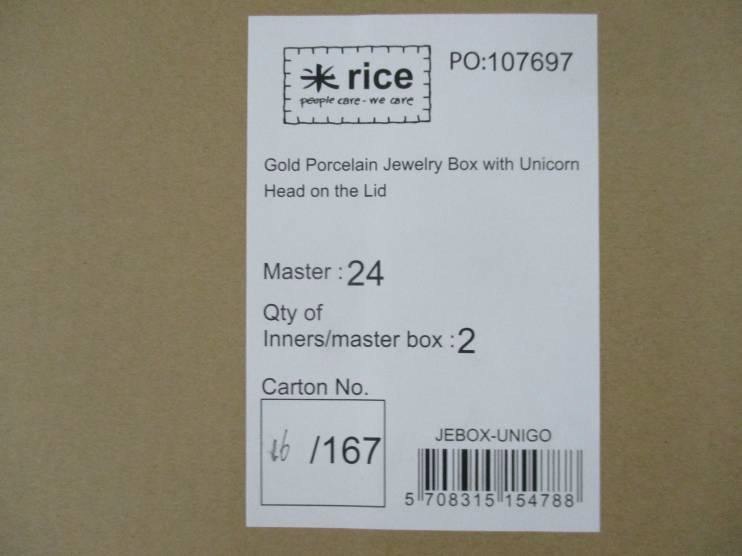 rice
people care - we care
PO:107697
Gold Porcelain Jewelry Box with Unicorn
Head on the Lid
Master :24
Qty of
Inners/master box :2
Carton No.
/167
JEBOX-UNIGO
5 708315 154788